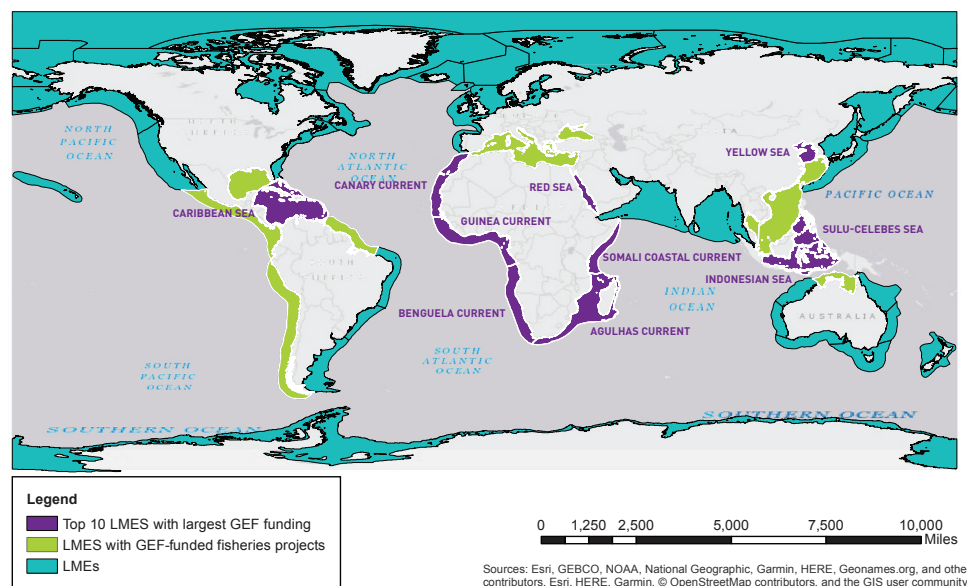 NORTH
PACIFIC
OCEAN
NORTH
ATLANTIC
OCEAN
CANARY CURRENT
CARIBBEAN SEA
RED SEA
GUINEA CURRENT
YELLOW SEA
PACIFIC OCEAN
SULU-CELEBES SEA
SOMALI COASTAL CURRENT
INDONESIAN SEA
INDIAN
OCEAN
BENGUELA CURRENT
AGULHAS CURRENT
AUSTRALIA
SOUTH
PACIFIC
OCEAN
SOUTH
ATLANTIC
OCEAN
SOUTHERN OCEAN
SOUTHERN OCEAN
Legend
Top 10 LMES with largest GEF funding
LMES with GEF-funded fisheries projects
LMEs
0 1,250 2,500 5,000 7,500 10,000
Miles
Sources: Esri, GEBCO, NOAA, National Geographic, Garmin, HERE, Geonames.org, and othe
contributors, Esri, HERE, Garmin, © OpenStreetMap contributors, and the GIS user community